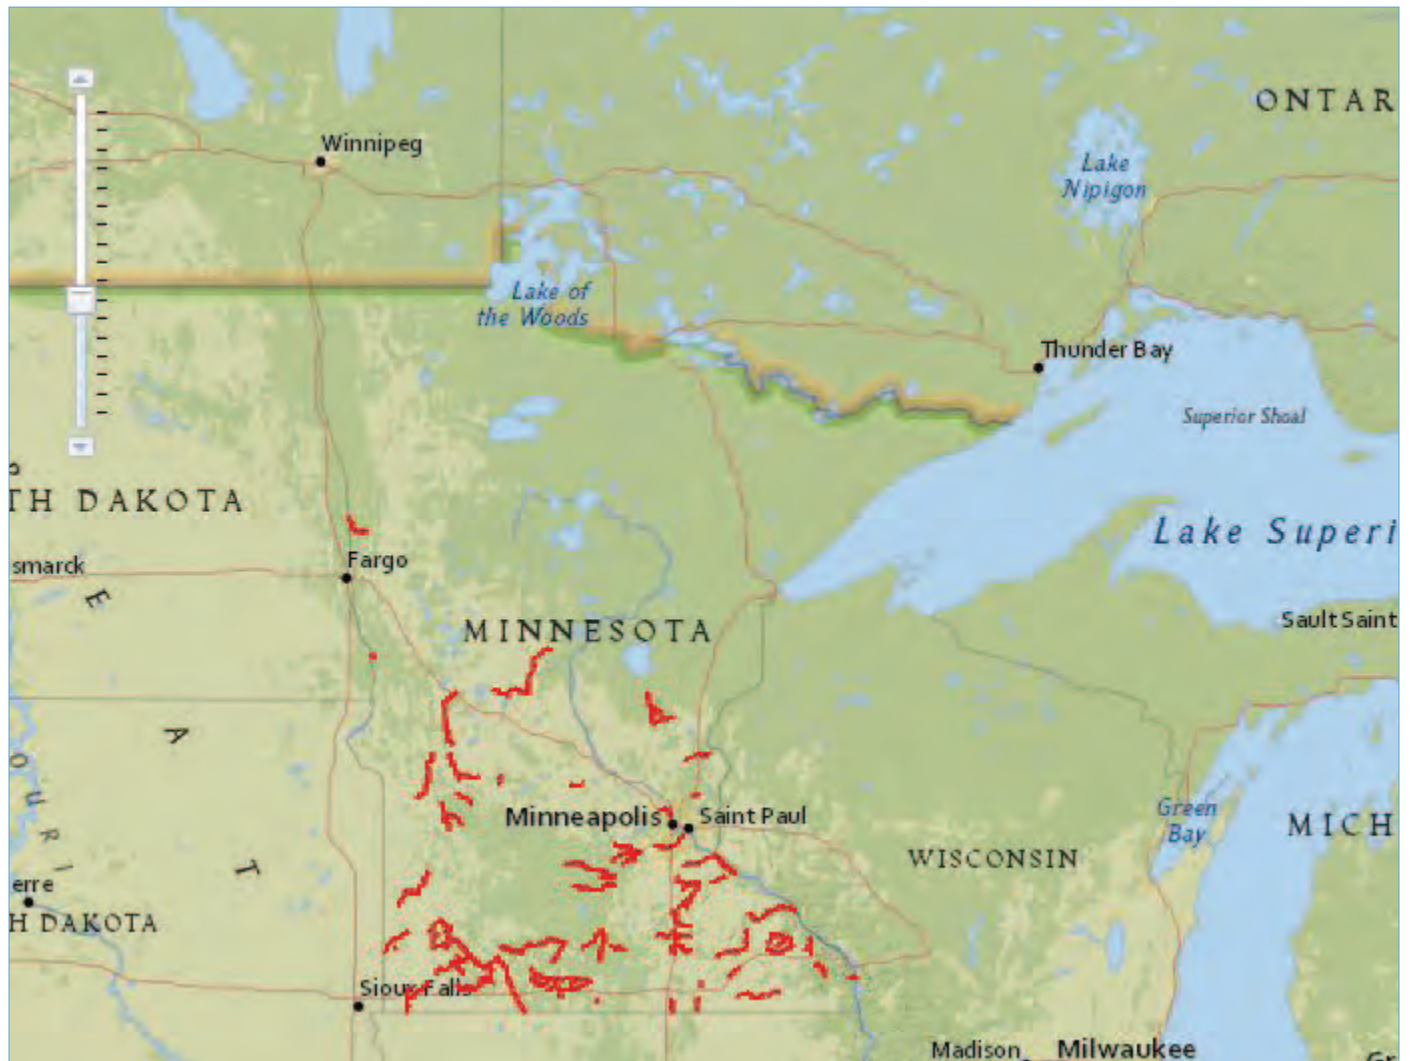 ONTAR
Winnipeg
Lake
Nipigon
Lake of
the Woods
Thunder Bay
Superior Shoal
TH DAKOTA
Lake Superi
Fargo
smarck
E
Sault Saint
MINNESOTA
A
O
U
R
I
T
Green
Bay
Minneapolis
Saint Paul
MICH
WISCONSIN
erre
H DAKOTA
Sioux Falls
Madison
Milwaukee